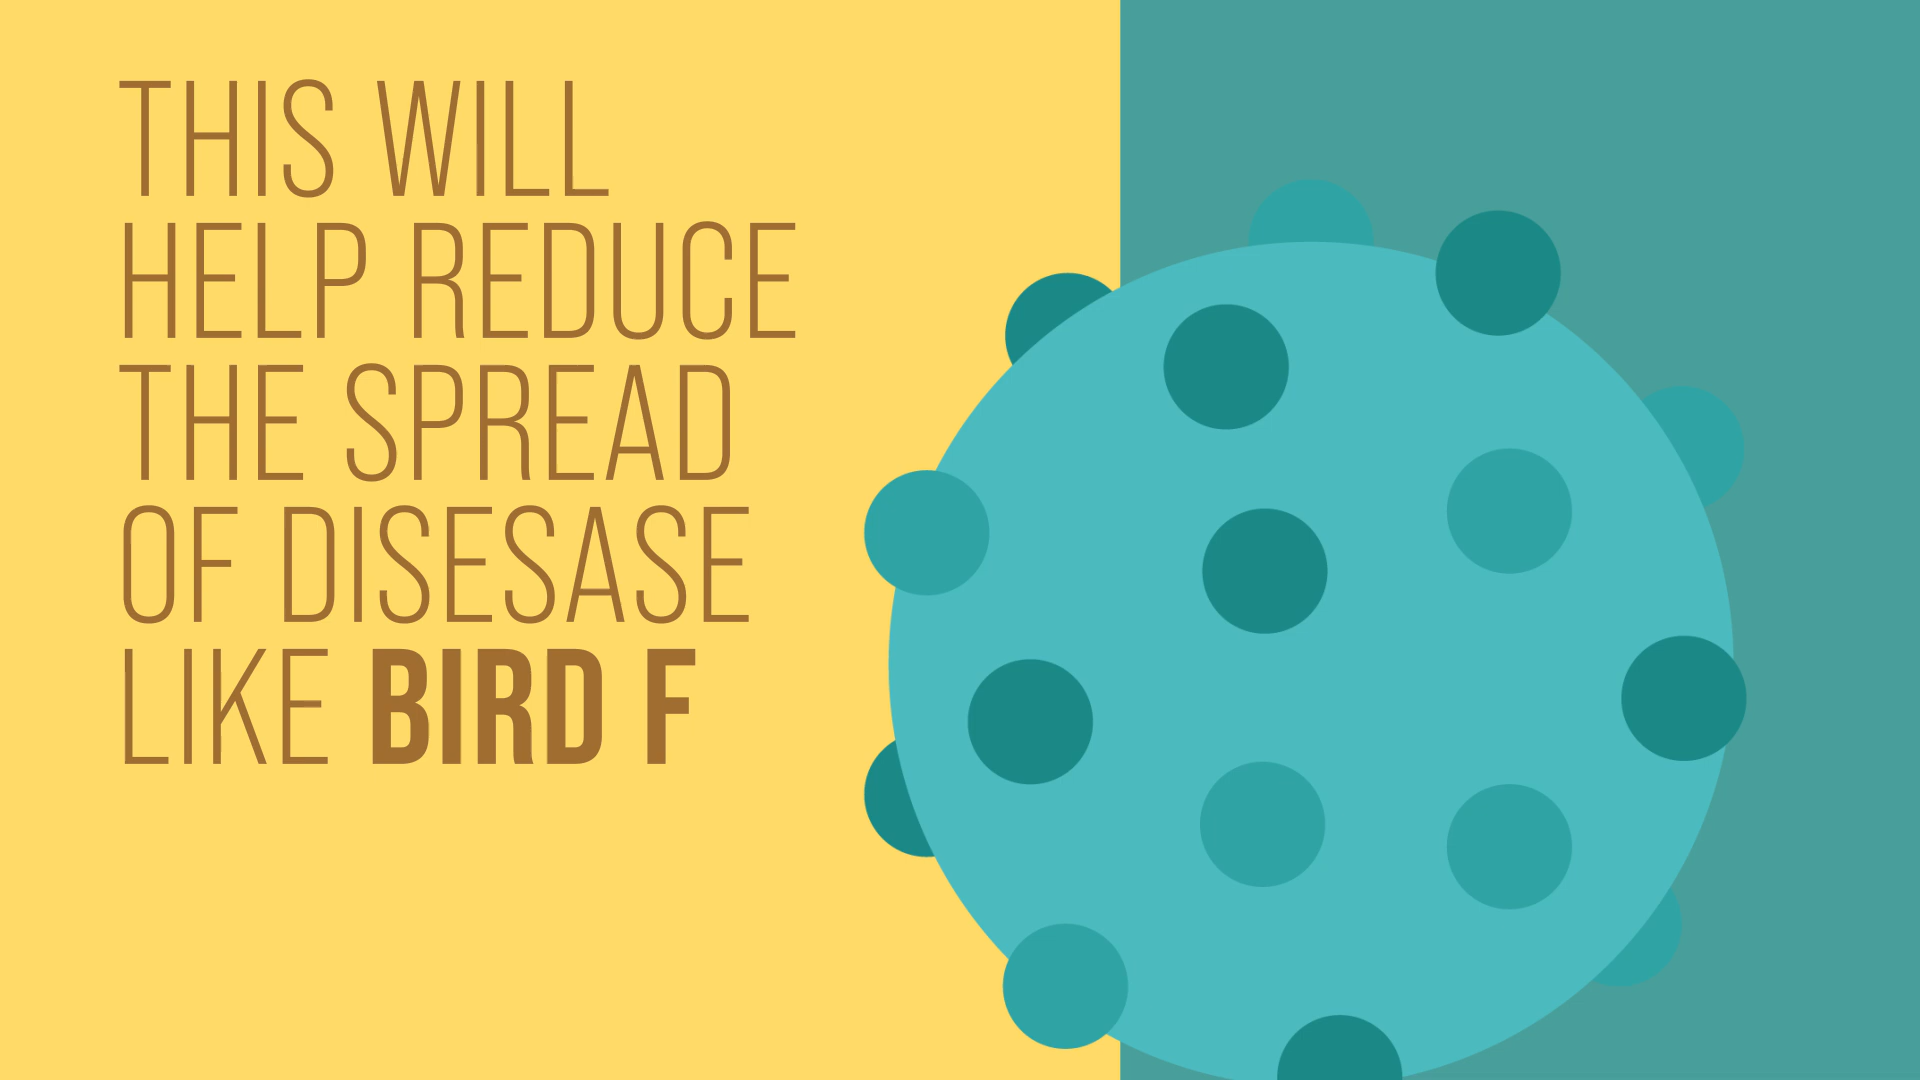 THIS WILL
HELP REDUCE
THE SPREAD
OF DISESASE
LIKE BIRD F